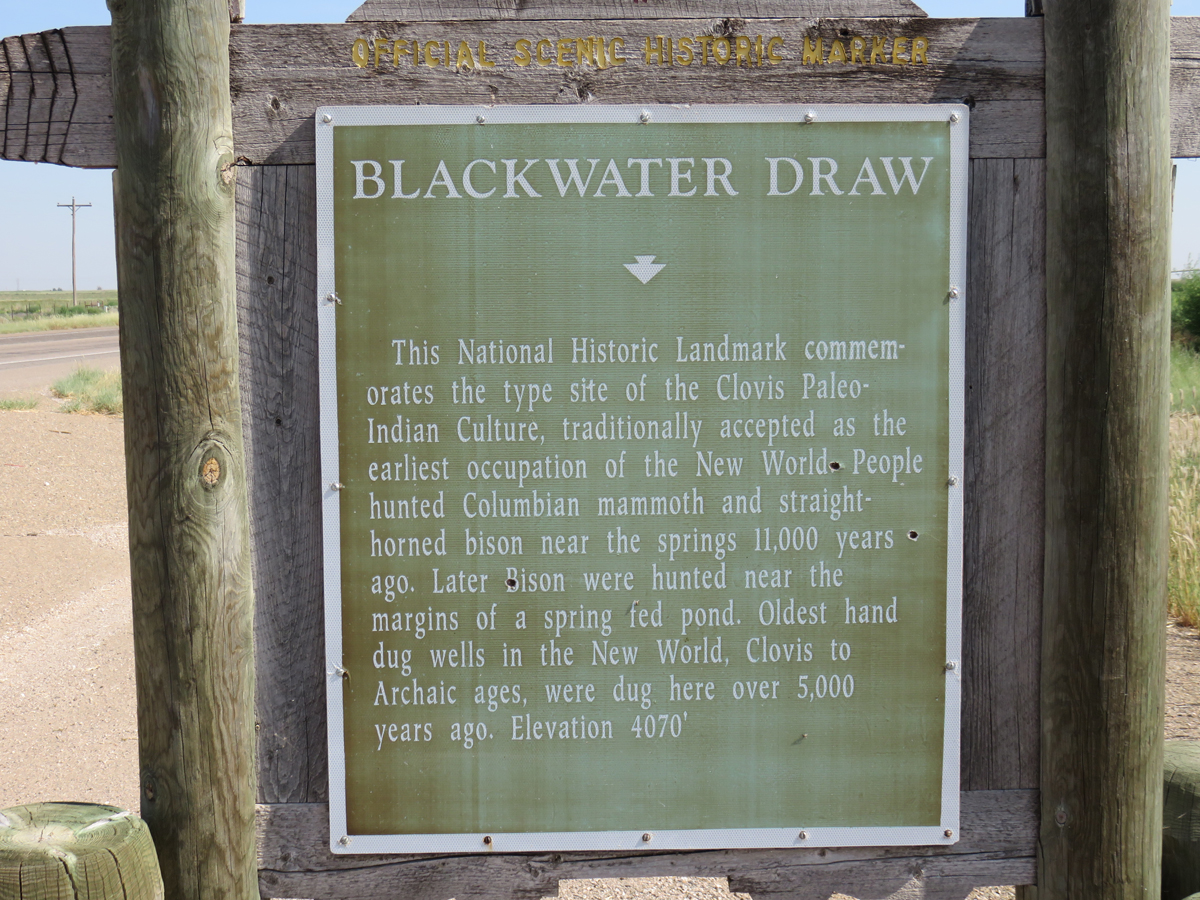 OFFICIAL SCENIC HISTORIC MARKER
BLACKWATER DRAW
This National Historic Landmark commem-
orates the type site of the Clovis Paleo-
Indian Culture, traditionally accepted as the
earliest occupation of the New World. People
hunted Columbian mammoth and straight-
horned bison near the springs 11,000 years
ago. Later Bison were hunted near the
margins of a spring fed pond. Oldest hand
dug wells in the New World, Clovis to
Archaic ages, were dug here over 5,000
years ago. Elevation 4070'